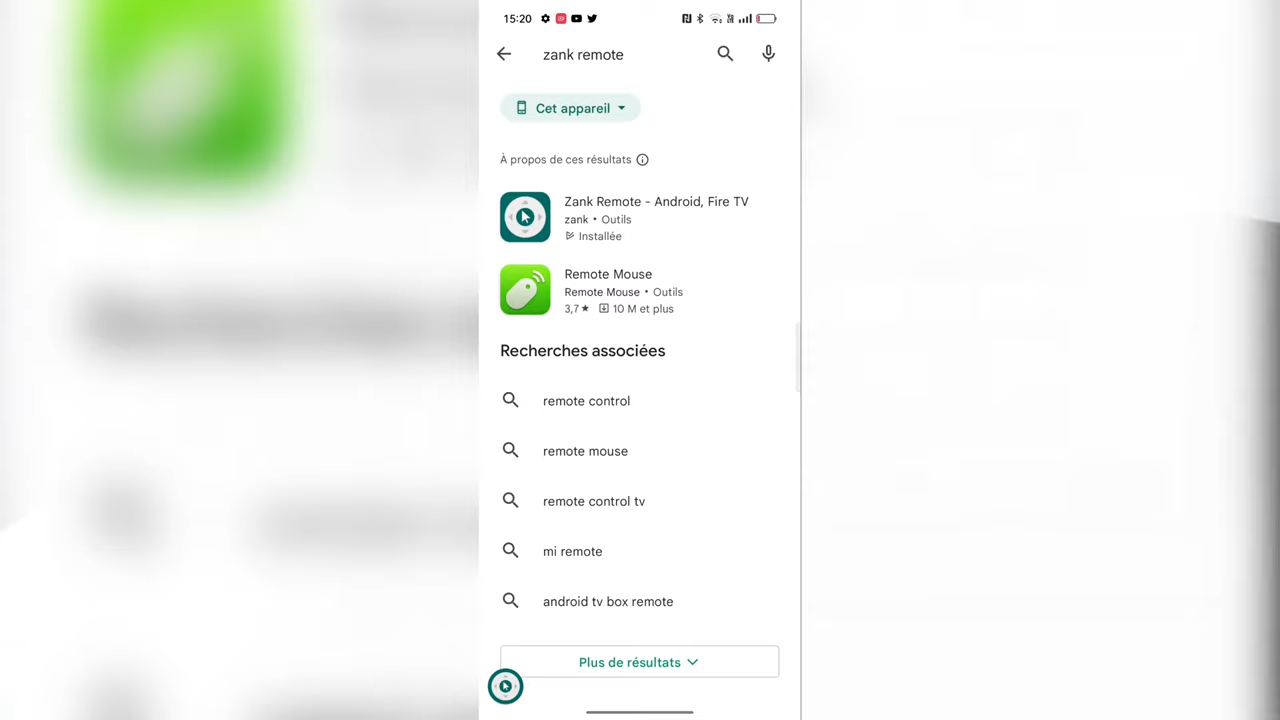 15:20
zank remote
Cet appareil
À propos de ces résultats
Zank Remote - Android, Fire TV
zank • Outils
Installée
Remote Mouse
Remote Mouse • Outils
3,7 ★ 10 M et plus
Recherches associées
remote control
remote mouse
remote control tv
mi remote
android tv box remote
Plus de résultats